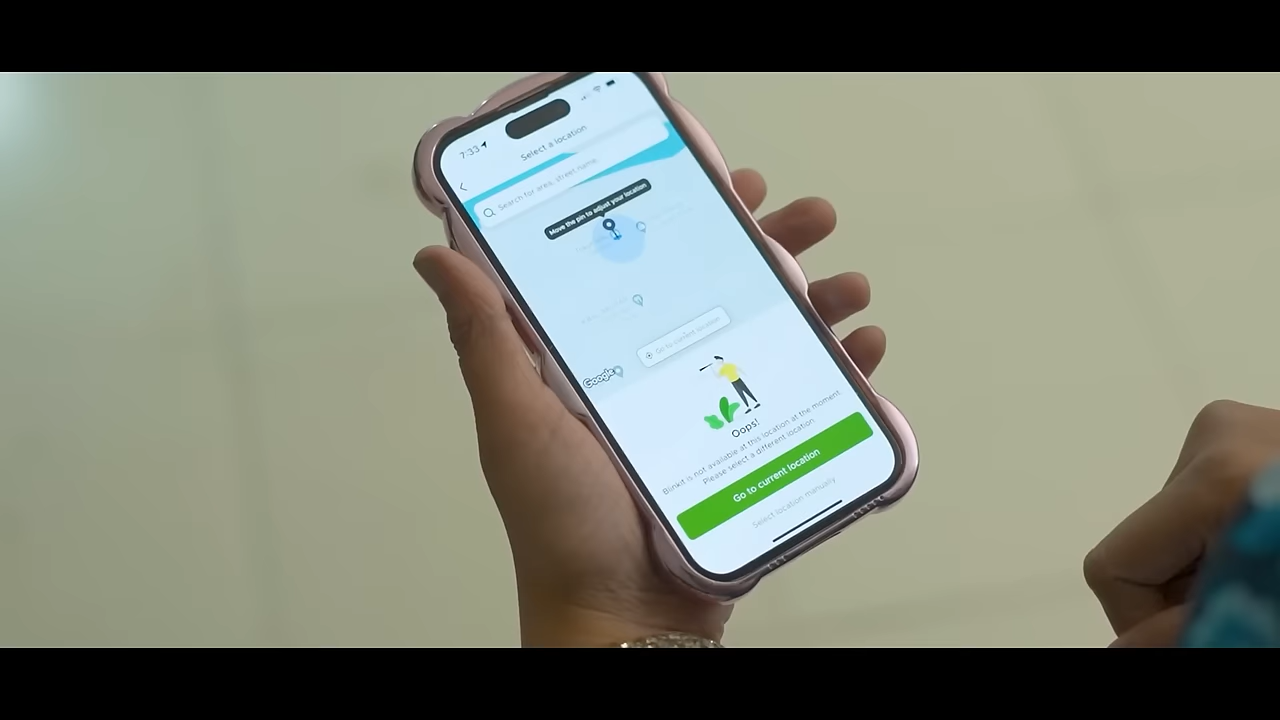 7:33
Select a location
Search for area, street name,
Move the pin to adjust your location
Go to current location
Google
Oops!
Blinkit is not available at this location at the moment.
Please select a different location.
Go to current location
Select location manually